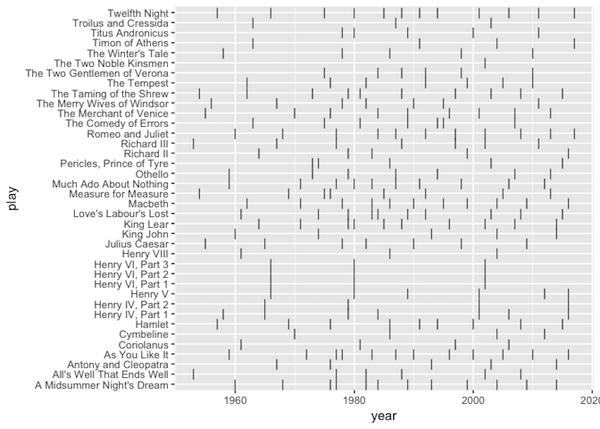 Twelfth Night
Troilus and Cressida
Titus Andronicus
Timon of Athens
The Winter's Tale
The Two Noble Kinsmen
The Two Gentlemen of Verona
The Tempest
The Taming of the Shrew
The Merry Wives of Windsor
The Merchant of Venice
The Comedy of Errors
Romeo and Juliet
Richard III
Richard II
Pericles, Prince of Tyre
Othello
Much Ado About Nothing
Measure for Measure
Macbeth
Love's Labour's Lost
King Lear
King John
Julius Caesar
Henry VIII
Henry VI, Part 3
Henry VI, Part 2
Henry VI, Part 1
Henry V
Henry IV, Part 2
Henry IV, Part 1
Hamlet
Cymbeline
Coriolanus
As You Like It
Antony and Cleopatra
All's Well That Ends Well
A Midsummer Night's Dream
play
1960 1980 2000 2020
year